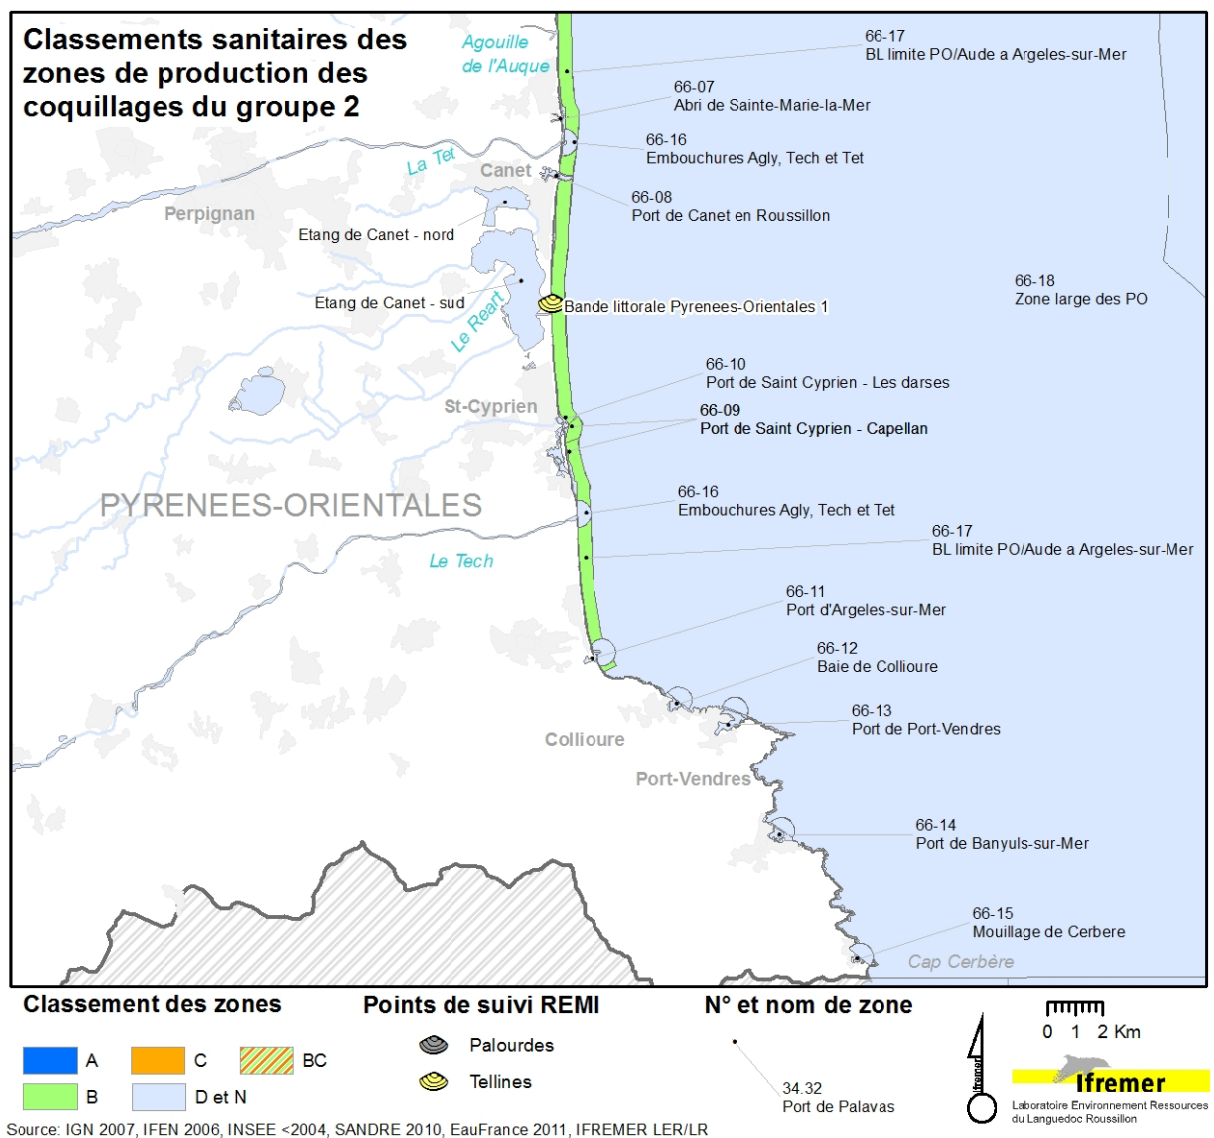 Classements sanitaires des
zones de production des
coquillages du groupe 2
Agouille
de l'Auque
66-17
BL limite PO/Aude a Argeles-sur-Mer
66-07
Abri de Sainte-Marie-la-Mer
66-16
Embouchures Agly, Tech et Tet
La Tet
Canet
66-08
Port de Canet en Roussillon
Perpignan
Etang de Canet - nord
66-18
Zone large des PO
Etang de Canet - sud
Le Reart
Bande littorale Pyrenees-Orientales 1
66-10
Port de Saint Cyprien - Les darses
St-Cyprien
66-09
Port de Saint Cyprien - Capellan
PYRENEES-ORIENTALES
66-16
Embouchures Agly, Tech et Tet
66-17
BL limite PO/Aude a Argeles-sur-Mer
Le Tech
66-11
Port d'Argeles-sur-Mer
66-12
Baie de Collioure
66-13
Port de Port-Vendres
Collioure
Port-Vendres
66-14
Port de Banyuls-sur-Mer
66-15
Mouillage de Cerbere
Cap Cerbère
Classement des zones
A
C
BC
B
D et N
Points de suivi REMI
Palourdes
Tellines
N° et nom de zone
34.32
Port de Palavas
Ifremer
0 1 2 Km
Ifremer
Laboratoire Environnement Ressources
du Languedoc Roussillon
Source: IGN 2007, IFEN 2006, INSEE <2004, SANDRE 2010, EauFrance 2011, IFREMER LER/LR